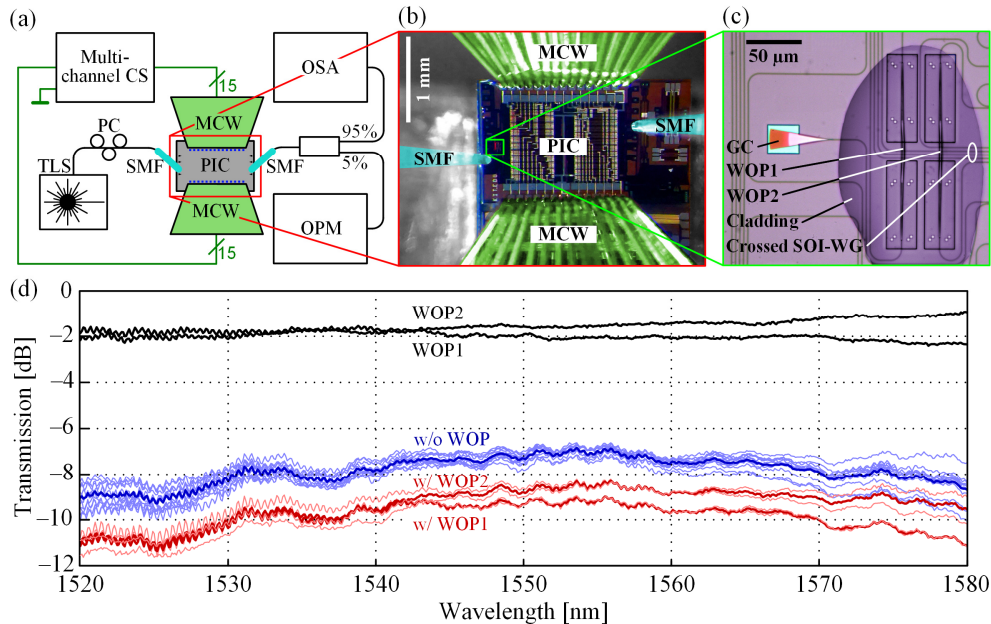 (a)
Multi-
channel CS
15
OSA
PC
MCW
95%
5%
TLS
SMF
PIC
SMF
MCW
OPM
15
(b)
MCW
1 mm
SMF
SMF
PIC
MCW
(c)
50 µm
GC
WOP1
WOP2
Cladding
Crossed SOI-WG
(d)
0
−2
−4
−6
−8
−10
−12
Transmission [dB]
WOP2
WOP1
w/o WOP
w/ WOP2
w/ WOP1
1520
1530
1540
1550
1560
1570
1580
Wavelength [nm]